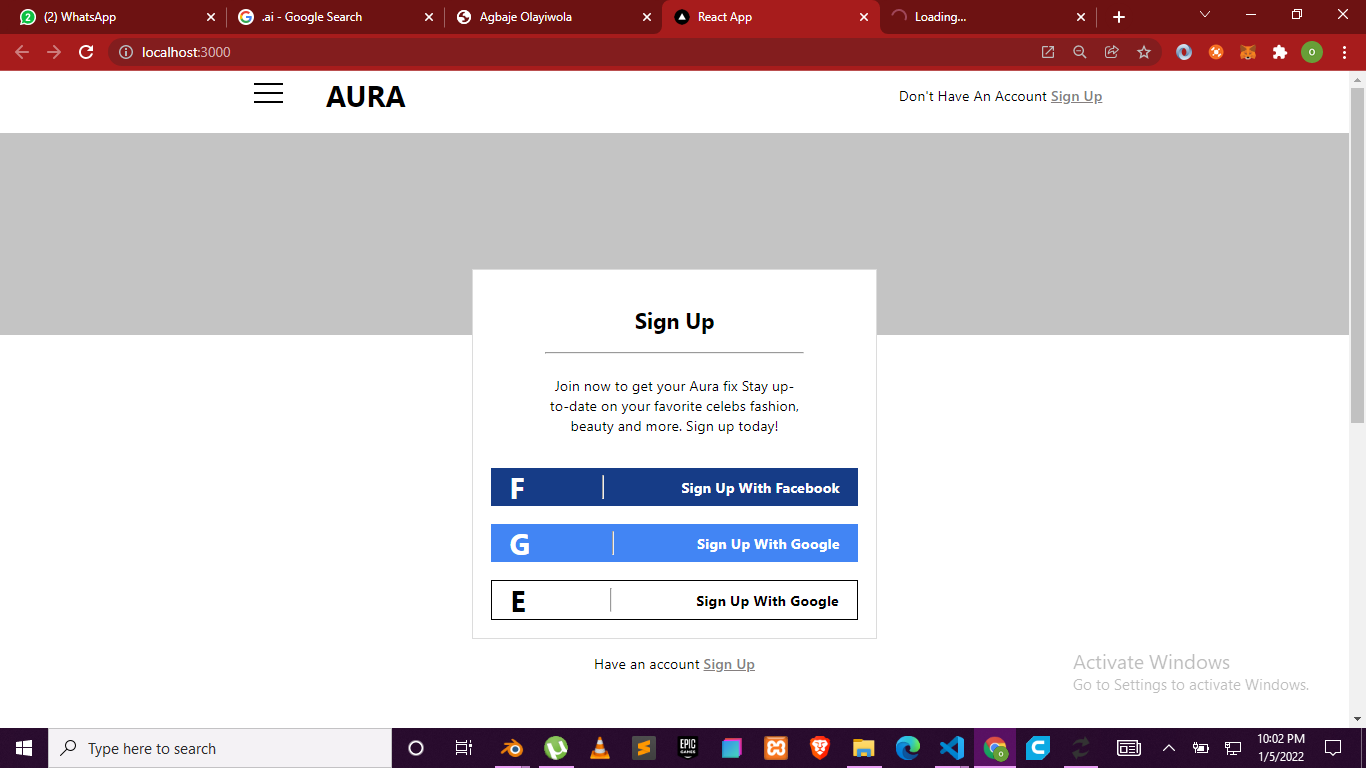 (2) WhatsApp
.ai - Google Search
Agbaje Olayiwola
React App
Loading...
localhost:3000
O
AURA
Don't Have An Account Sign Up
Sign Up
Join now to get your Aura fix Stay up-
to-date on your favorite celebs fashion,
beauty and more. Sign up today!
F Sign Up With Facebook
G Sign Up With Google
E Sign Up With Google
Have an account Sign Up
Activate Windows
Go to Settings to activate Windows.
Type here to search
EPIC
GAMES
10:02 PM
1/5/2022